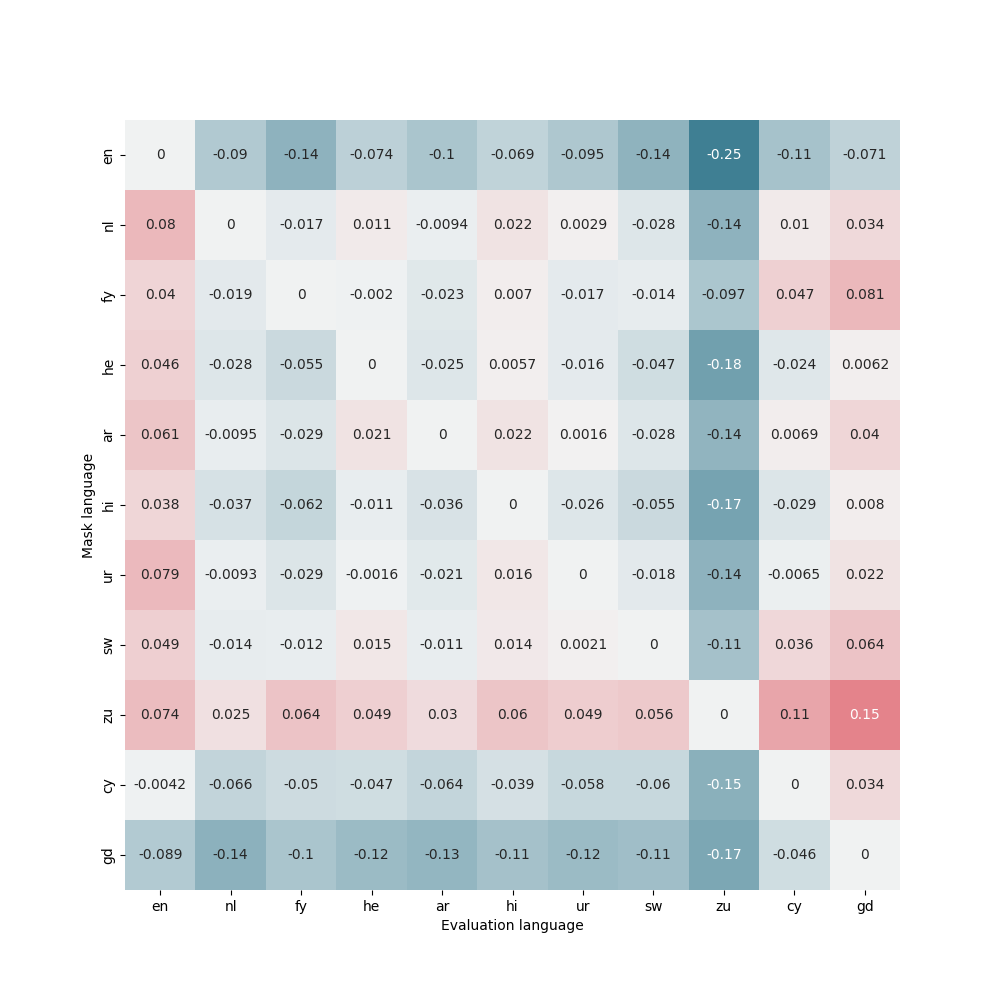 en 0 -0.09 -0.14 -0.074 -0.1 -0.069 -0.095 -0.14 -0.25 -0.11 -0.071
nl 0.08 0 -0.017 0.011 -0.0094 0.022 0.0029 -0.028 -0.14 0.01 0.034
fy 0.04 -0.019 0 -0.002 -0.023 0.007 -0.017 -0.014 -0.097 0.047 0.081
he 0.046 -0.028 -0.055 0 -0.025 0.0057 -0.016 -0.047 -0.18 -0.024 0.0062
ar 0.061 -0.0095 -0.029 0.021 0 0.022 0.0016 -0.028 -0.14 0.0069 0.04
hi 0.038 -0.037 -0.062 -0.011 -0.036 0 -0.026 -0.055 -0.17 -0.029 0.008
ur 0.079 -0.0093 -0.029 -0.0016 -0.021 0.016 0 -0.018 -0.14 -0.0065 0.022
sw 0.049 -0.014 -0.012 0.015 -0.011 0.014 0.0021 0 -0.11 0.036 0.064
zu 0.074 0.025 0.064 0.049 0.03 0.06 0.049 0.056 0 0.11 0.15
cy -0.0042 -0.066 -0.05 -0.047 -0.064 -0.039 -0.058 -0.06 -0.15 0 0.034
gd -0.089 -0.14 -0.1 -0.12 -0.13 -0.11 -0.12 -0.11 -0.17 -0.046 0
en nl fy he ar hi ur sw zu cy gd
Evaluation language
Mask language